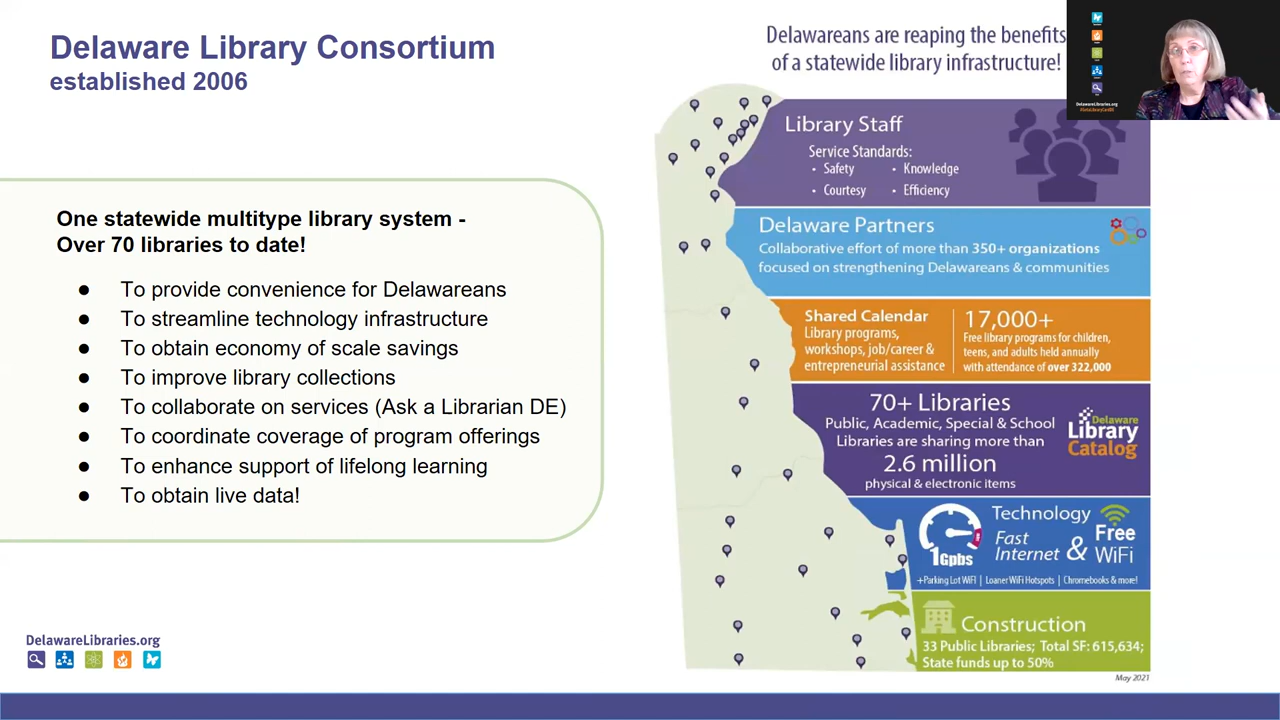 Delaware Library Consortium
established 2006
One statewide multitype library system -
Over 70 libraries to date!
● To provide convenience for Delawareans
● To streamline technology infrastructure
● To obtain economy of scale savings
● To improve library collections
● To collaborate on services (Ask a Librarian DE)
● To coordinate coverage of program offerings
● To enhance support of lifelong learning
● To obtain live data!
DelawareLibraries.org
Delawareans are reaping the benefits
of a statewide library infrastructure!
Library Staff
Service Standards:
• Safety • Knowledge
• Courtesy • Efficiency
Delaware Partners
Collaborative effort of more than 350+ organizations
focused on strengthening Delawareans & communities
Shared Calendar
Library programs,
workshops, job/career &
entrepreneurial assistance
17,000+
Free library programs for children,
teens, and adults held annually
with attendance of over 322,000
70+ Libraries
Public, Academic, Special & School
Libraries are sharing more than
2.6 million
physical & electronic items
Delaware
Library
Catalog
1Gpbs
Technology
Fast
Internet
& Free
WiFi
+Parking Lot WIFI | Loaner WiFi Hotspots | Chromebooks & more!
Construction
33 Public Libraries; Total SF: 615,634;
State funds up to 50%
May 2021
DelawareLibraries.org